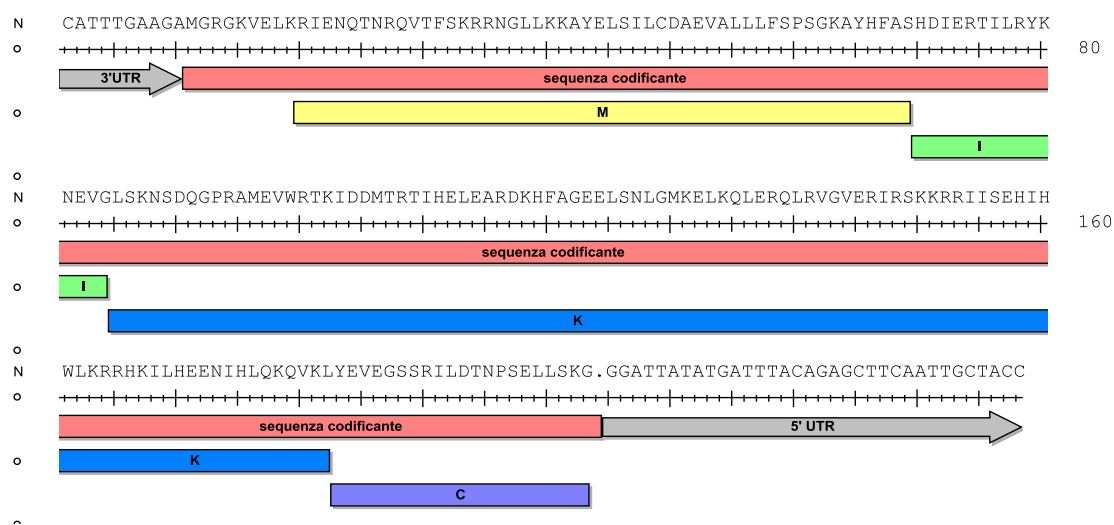 N CATTTGAAGAMGRGKVELKRIENQTNRQVTFSKRRNGLLKKAYELSILCDAEVALLLFSPSGKAYHFASHDIERTILRYK
o 80
3'UTR sequenza codificante
o M
I
o
N NEVGLSKNSDQGPRAMEVWRTKIDDMTRTIHELEARDKHFAGEELSNLGMKELKQLERQLRVGVERIRSKKRRIISEHIH
o 160
sequenza codificante
o I
K
o
N WLKRRHKILHEENIHLQKQVKLYEVEGSSRILDTNPSELLSKG.GGATTATATGATTTACAGAGCTTCAATTGCTACC
o
sequenza codificante 5' UTR
o K
C
o